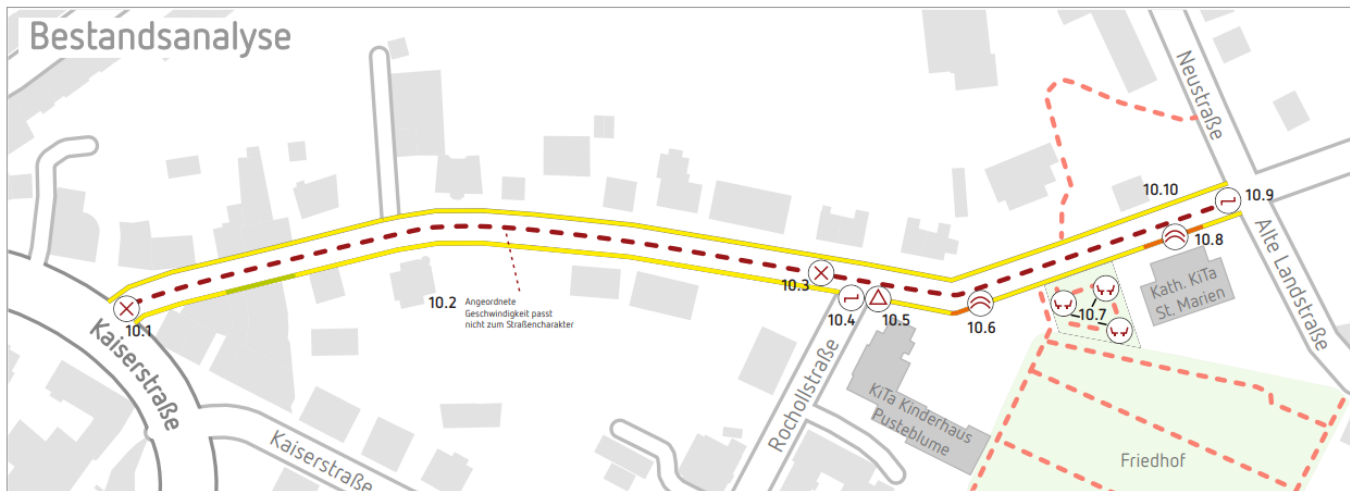 Bestandsanalyse
Neustraße
10.10
10.9
10.8
Alte Landstraße
Kath. KiTa
St. Marien
10.7
10.6
10.5
10.4
10.3
10.2
Angeordnete
Geschwindigkeit passt
nicht zum Straßencharakter
10.1
Kaiserstraße
Kaiserstraße
Rochollstraße
KiTa Kinderhaus
Pusteblume
Friedhof